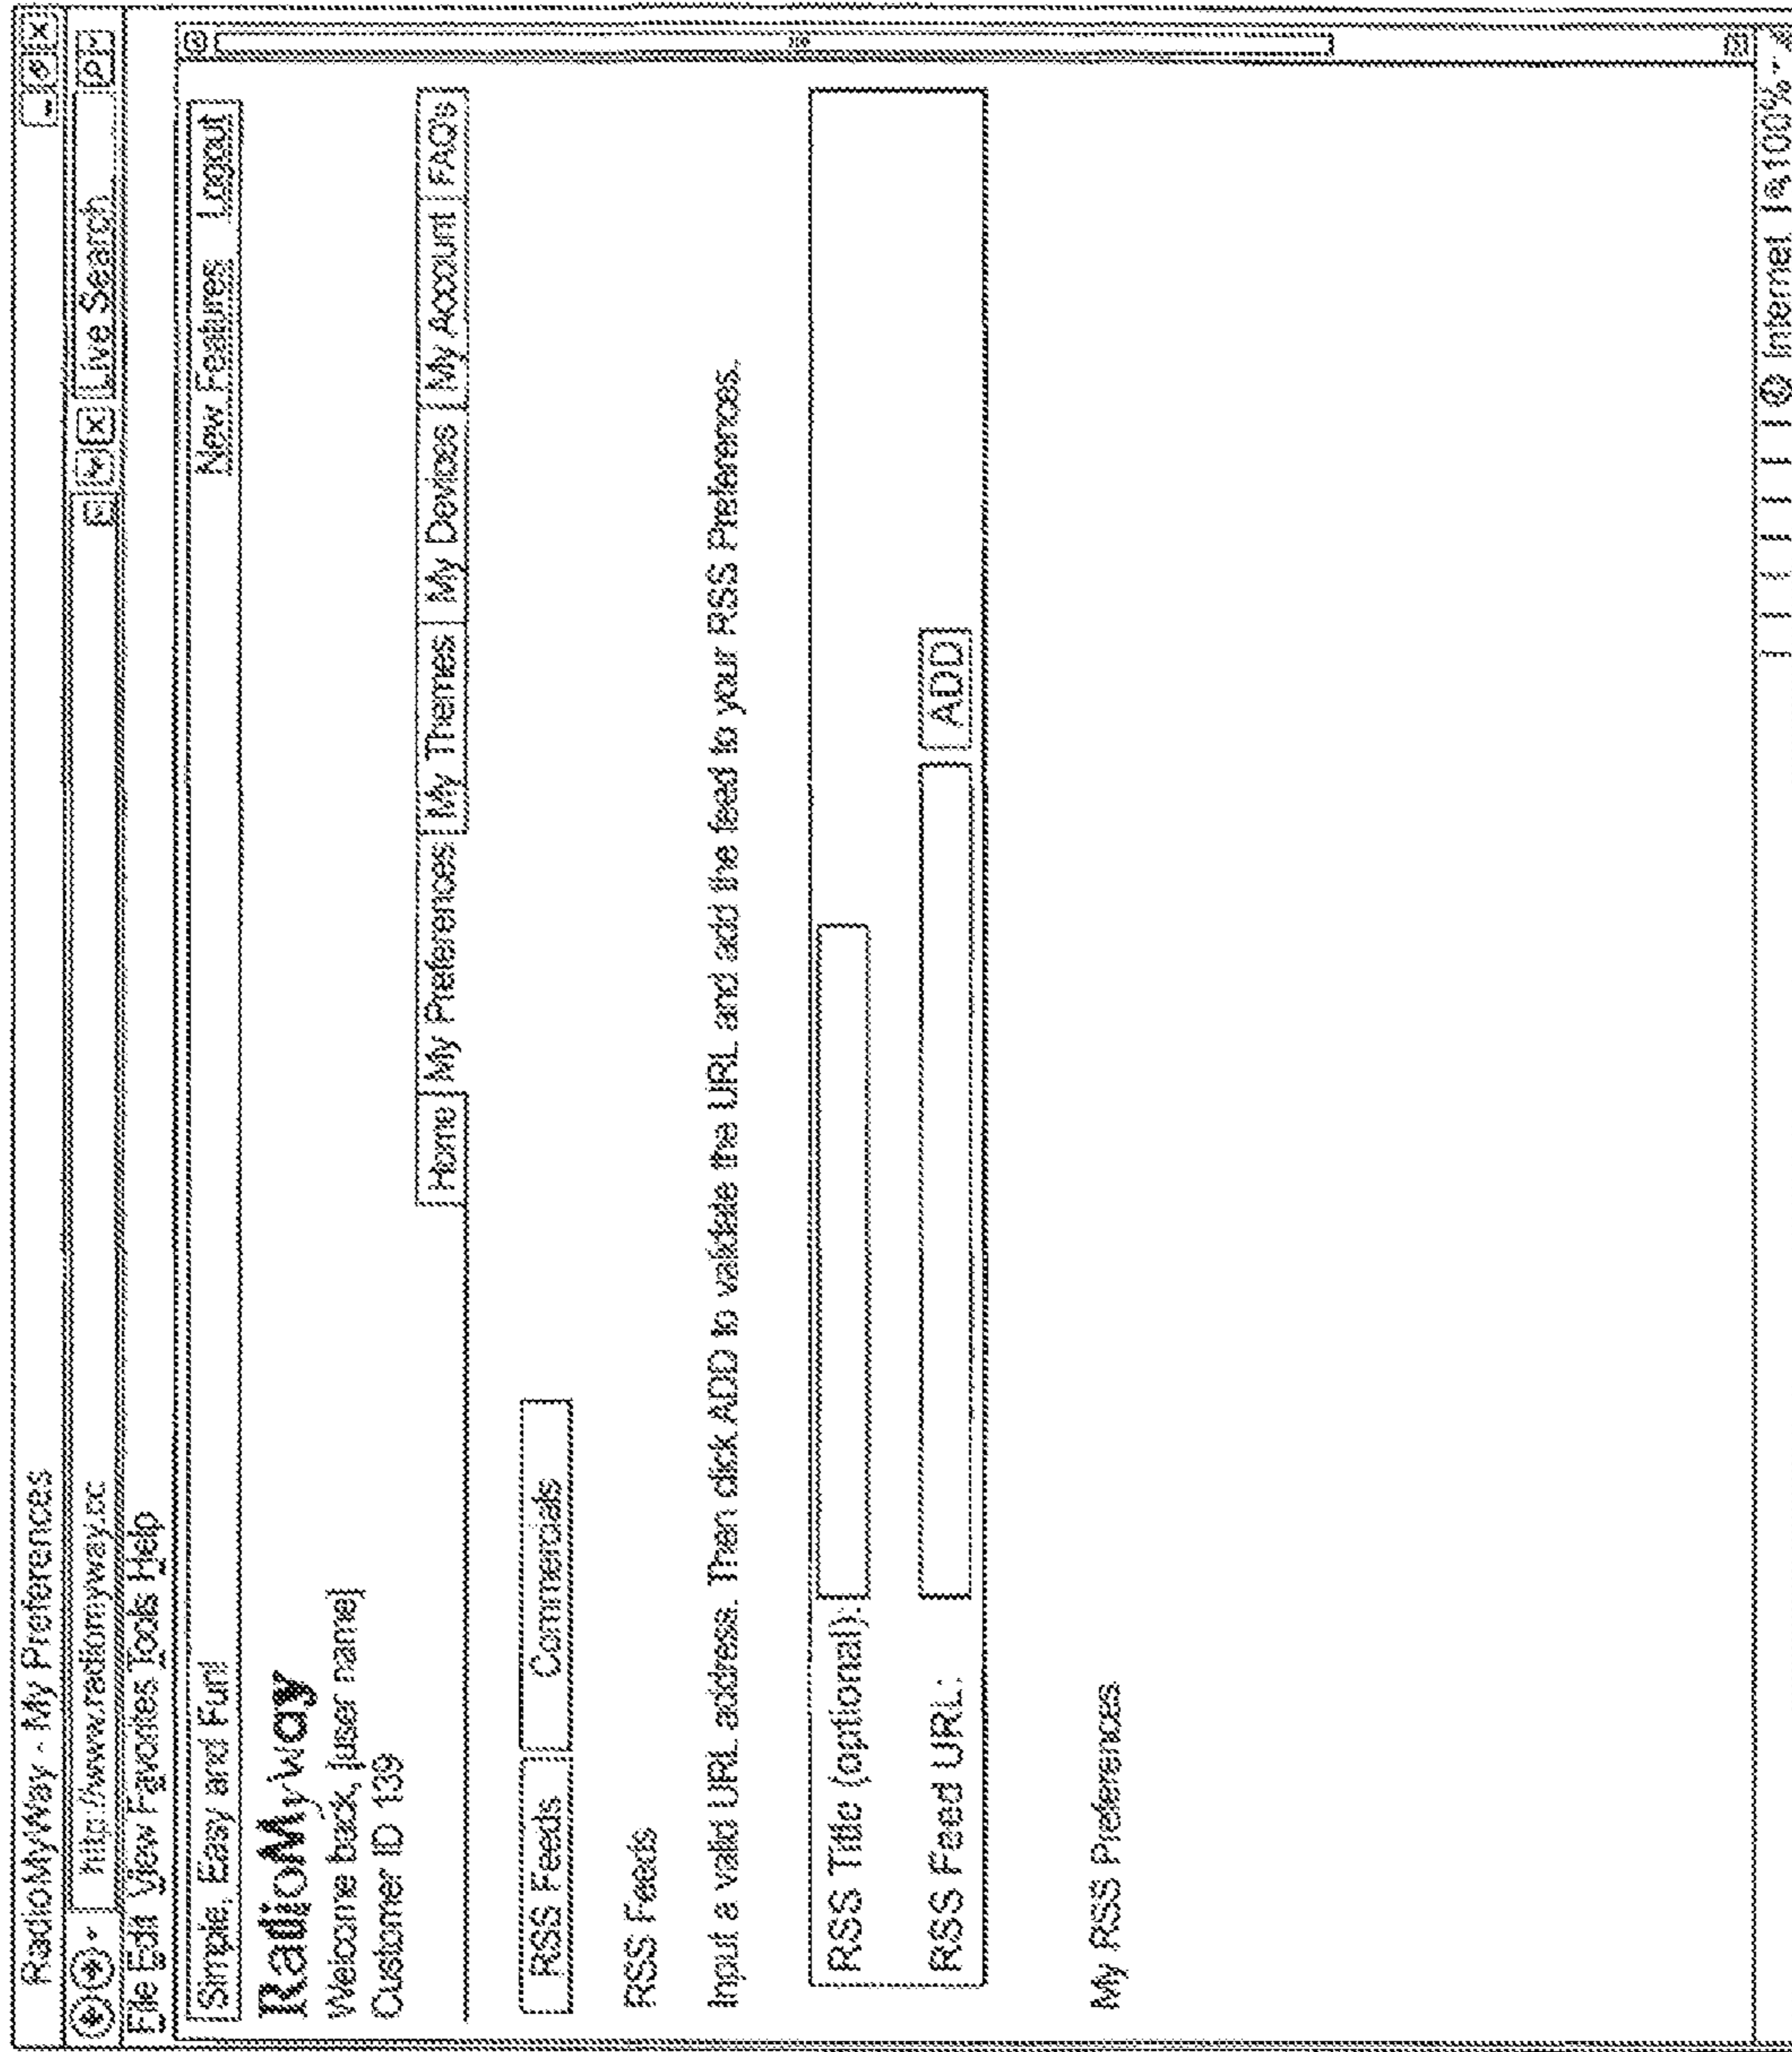 RadioMyWay - My Preferences
http://www.radiomyway.cc Live Search
File Edit View Favorites Tools Help
Simple, Easy and Fun! New Features Logout
RadioMyway
Welcome back, [user name]
Customer ID 139
Home My Preferences My Themes My Devices My Account FAQ's
RSS Feeds Commercials
RSS Feeds
Input a valid URL address. Then click ADD to validate the URL and add the feed to your RSS Preferences.
RSS Title (optional):
RSS Feed URL: ADD
My RSS Preferences
Internet 100%